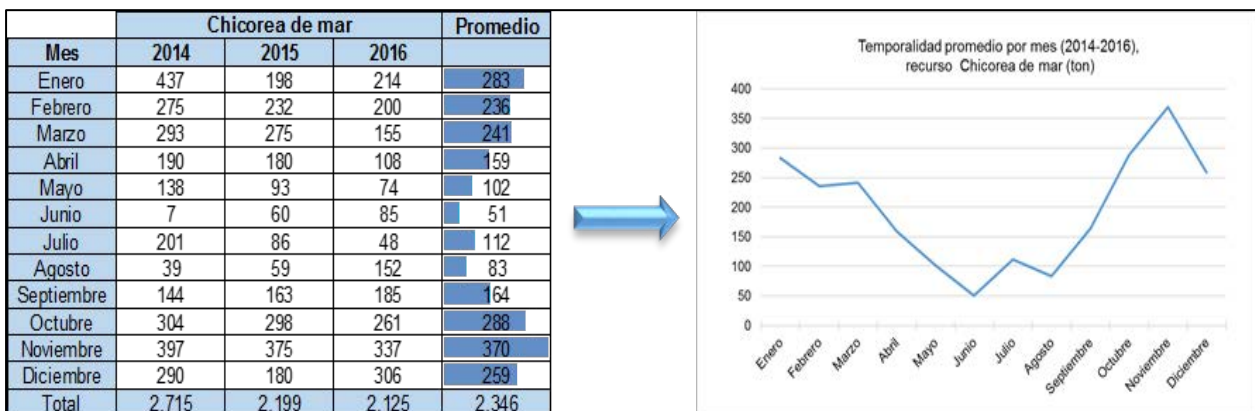 Chicorea de mar Promedio
Mes 2014 2015 2016
Enero 437 198 214 283
Febrero 275 232 200 236
Marzo 293 275 155 241
Abril 190 180 108 159
Mayo 138 93 74 102
Junio 7 60 85 51
Julio 201 86 48 112
Agosto 39 59 152 83
Septiembre 144 163 185 164
Octubre 304 298 261 288
Noviembre 397 375 337 370
Diciembre 290 180 306 259
Total 2.715 2.199 2.125 2.346
Temporalidad promedio por mes (2014-2016),
recurso Chicorea de mar (ton)
400
350
300
250
200
150
100
50
0
Enero Febrero Marzo Abril Mayo Junio Julio Agosto Septiembre Octubre Noviembre Diciembre